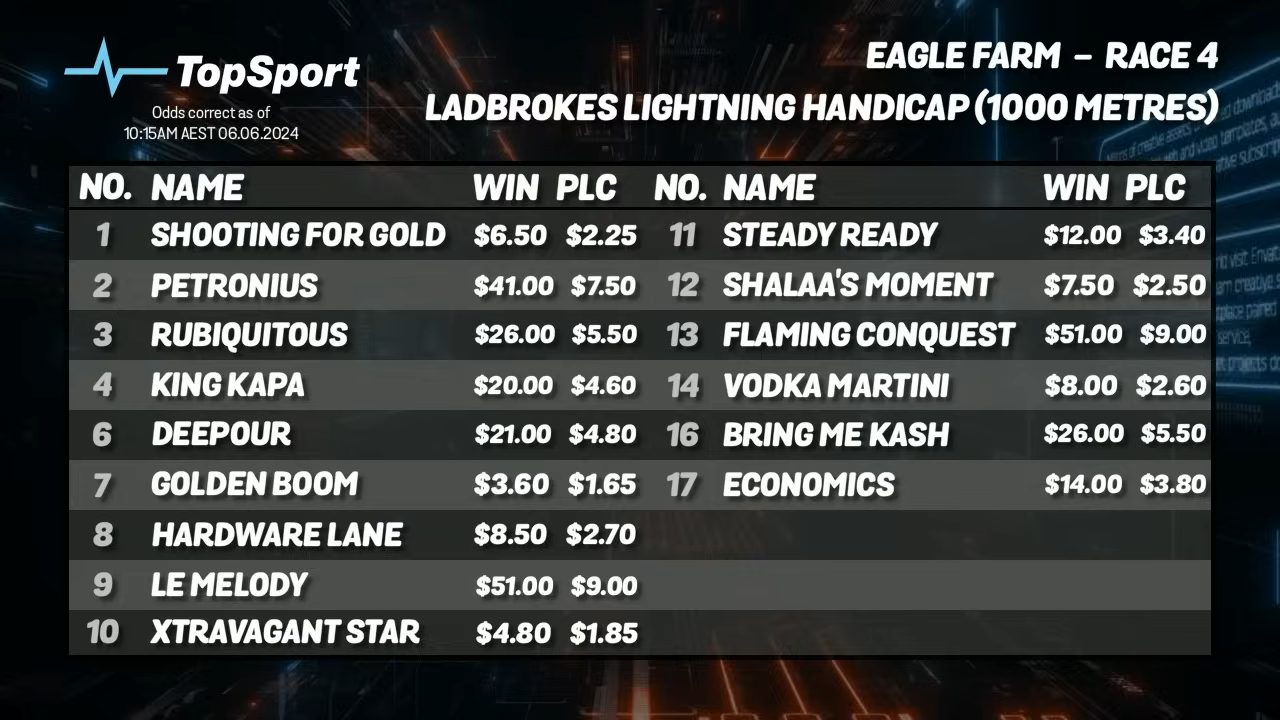 TopSport
Odds correct as of
10:15AM AEST 06.06.2024
EAGLE FARM – RACE 4
LADBROKES LIGHTNING HANDICAP (1000 METRES)
NO. NAME WIN PLC NO. NAME WIN PLC
1 SHOOTING FOR GOLD $6.50 $2.25 11 STEADY READY $12.00 $3.40
2 PETRONIUS $41.00 $7.50 12 SHALAA'S MOMENT $7.50 $2.50
3 RUBIQUITOUS $26.00 $5.50 13 FLAMING CONQUEST $51.00 $9.00
4 KING KAPA $20.00 $4.60 14 VODKA MARTINI $8.00 $2.60
6 DEEPOUR $21.00 $4.80 16 BRING ME KASH $26.00 $5.50
7 GOLDEN BOOM $3.60 $1.65 17 ECONOMICS $14.00 $3.80
8 HARDWARE LANE $8.50 $2.70
9 LE MELODY $51.00 $9.00
10 XTRAVAGANT STAR $4.80 $1.85